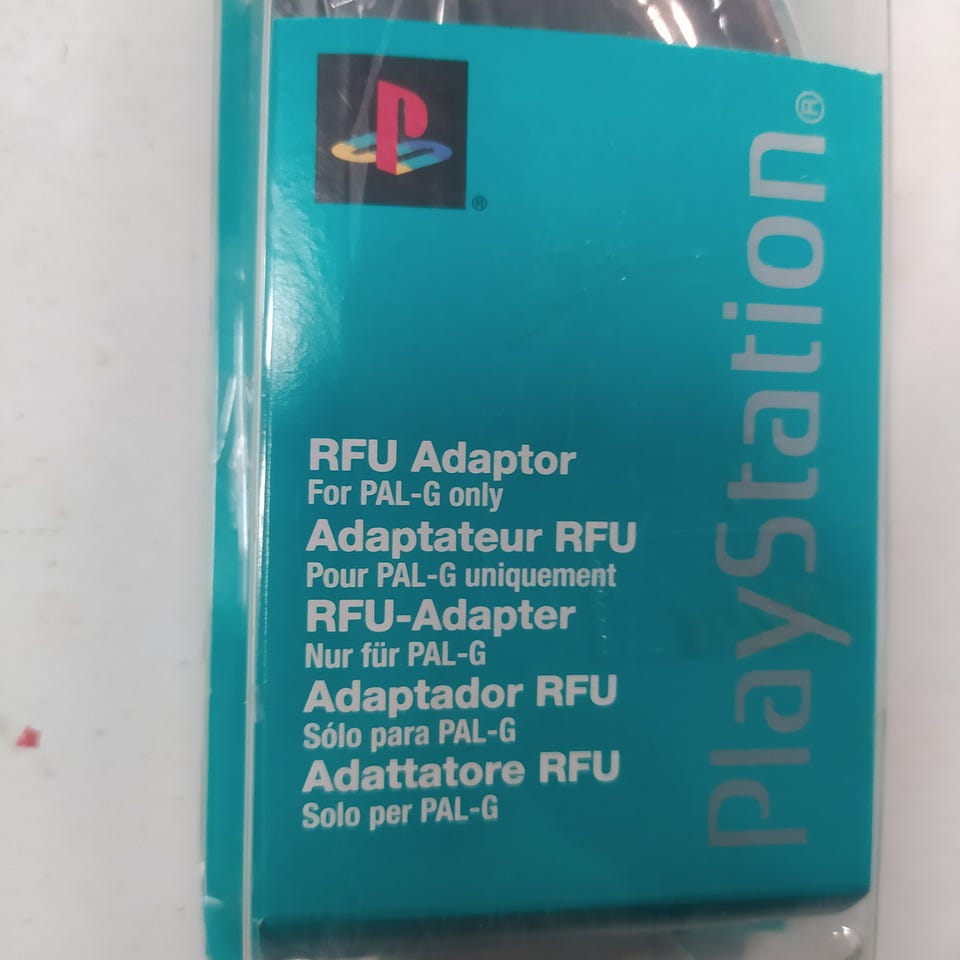 RFU Adaptor
For PAL-G only
Adaptateur RFU
Pour PAL-G uniquement
RFU-Adapter
Nur für PAL-G
Adaptador RFU
Sólo para PAL-G
Adattatore RFU
Solo per PAL-G
PlayStation®